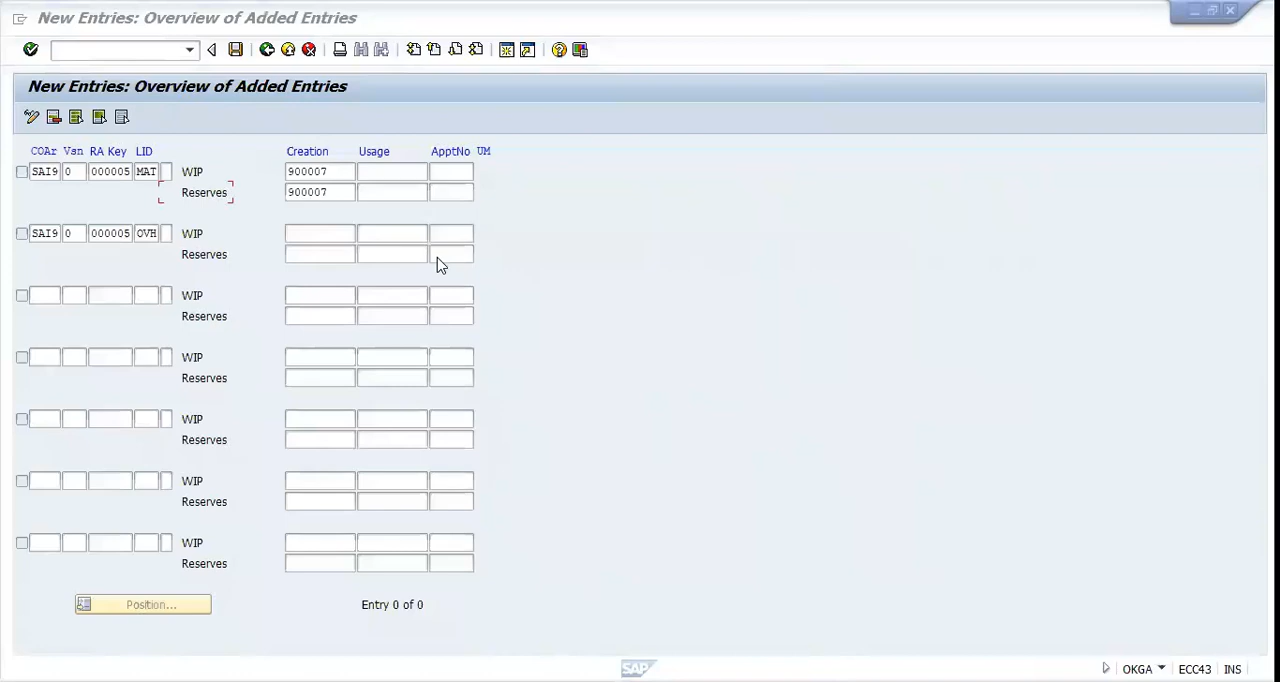 New Entries: Overview of Added Entries
New Entries: Overview of Added Entries
COAr Vsn RA Key LID Creation Usage ApptNo UM
SAI9 0 000005 MAT WIP 900007
Reserves 900007
SAI9 0 000005 OVH WIP
Reserves
WIP
Reserves
WIP
Reserves
WIP
Reserves
WIP
Reserves
WIP
Reserves
Position... Entry 0 of 0
SAP OKGA ECC43 INS